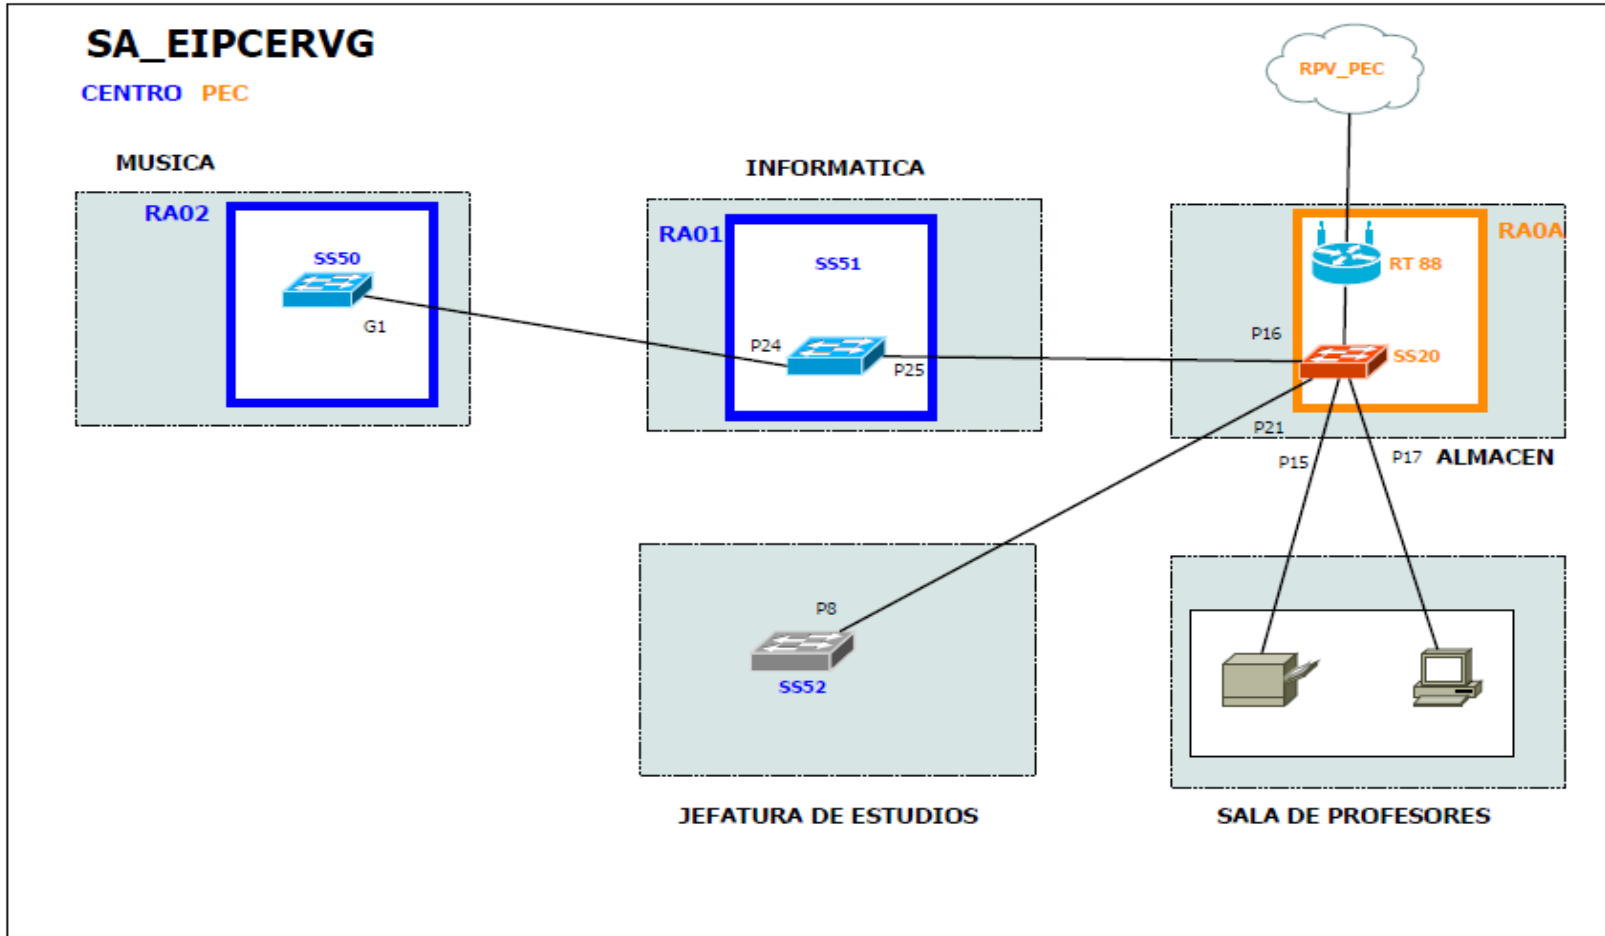 SA_EIPCERVG
CENTRO PEC
RPV_PEC
MUSICA
INFORMATICA
RA02
RA01
RA0A
SS50
SS51
RT 88
G1
P24
P25
P16
SS20
P21
P15
P17
ALMACEN
P8
SS52
JEFATURA DE ESTUDIOS
SALA DE PROFESORES